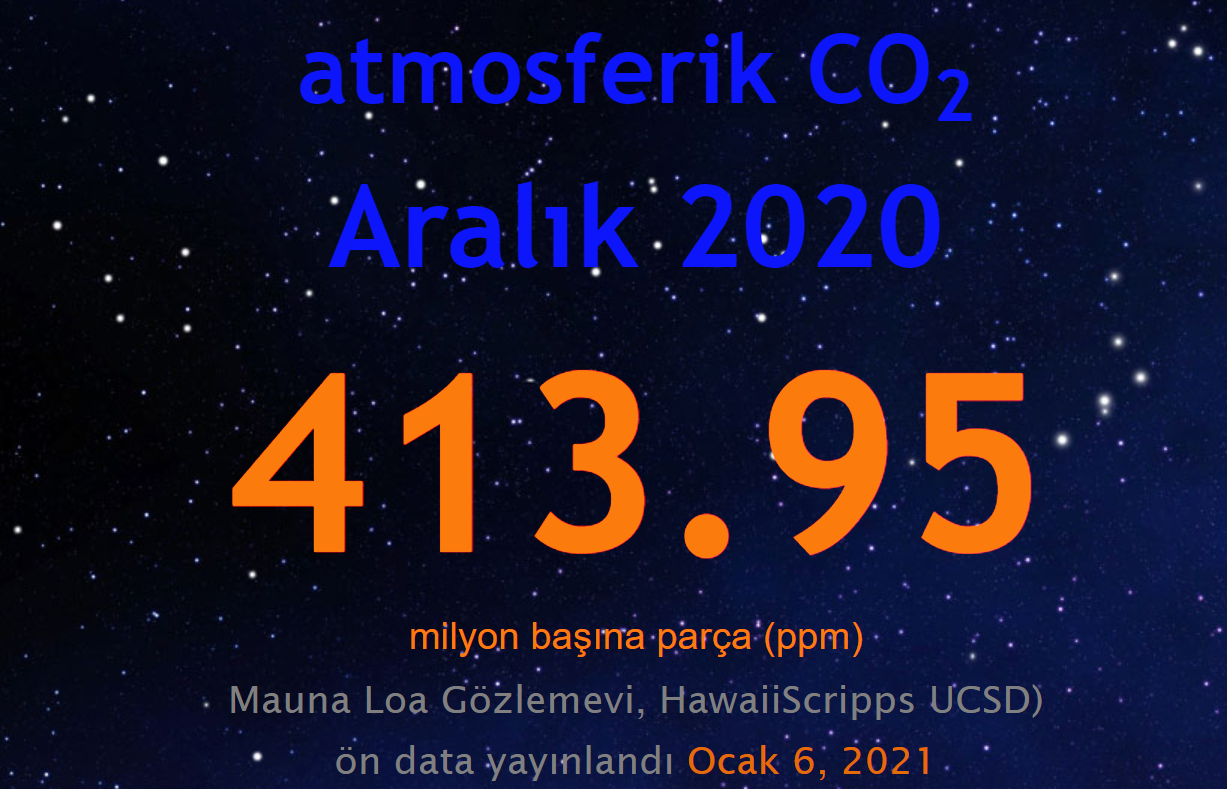 atmosferik CO₂
Aralık 2020
413.95
milyon başına parça (ppm)
Mauna Loa Gözlemevi, HawaiiScripps UCSD)
ön data yayınlandı Ocak 6, 2021